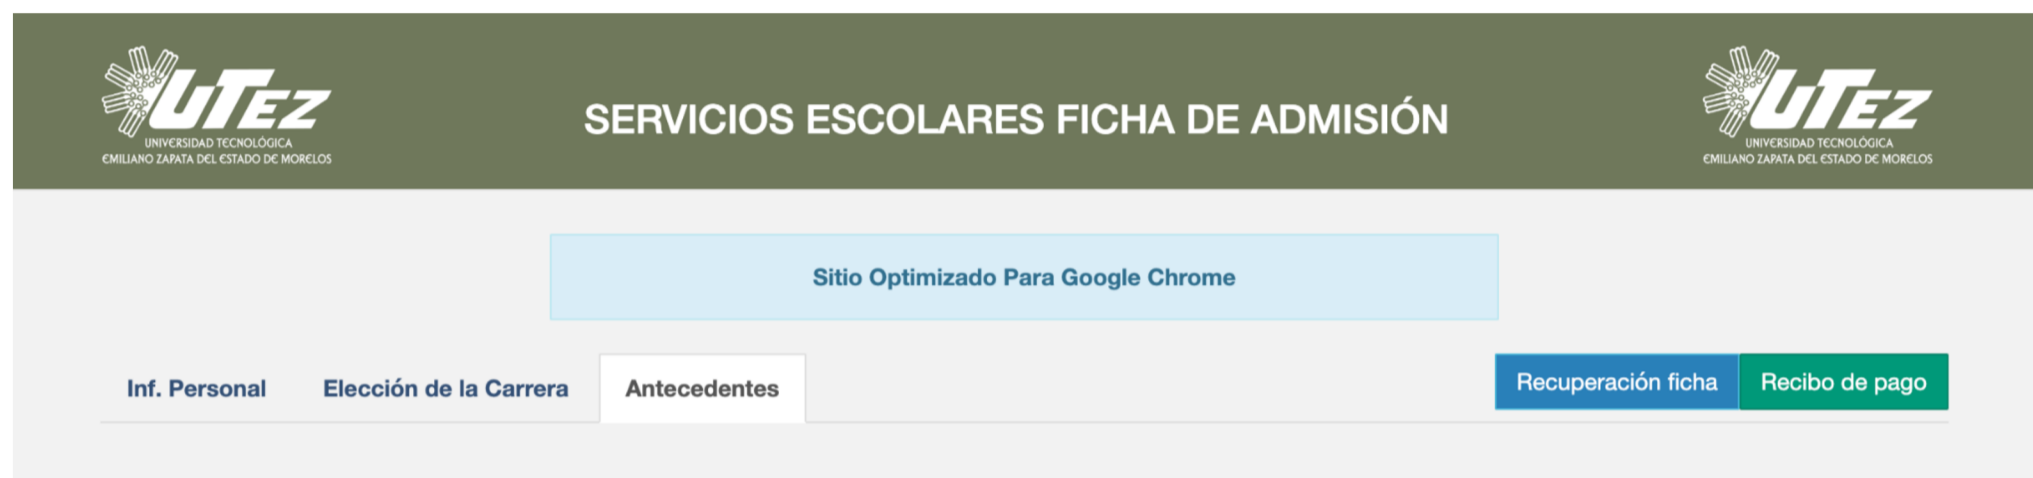 UTEZ
UNIVERSIDAD TECNOLÓGICA
EMILIANO ZAPATA DEL ESTADO DE MORELOS
SERVICIOS ESCOLARES FICHA DE ADMISIÓN
UTEZ
UNIVERSIDAD TECNOLÓGICA
EMILIANO ZAPATA DEL ESTADO DE MORELOS
Sitio Optimizado Para Google Chrome
Inf. Personal Elección de la Carrera Antecedentes Recuperación ficha Recibo de pago